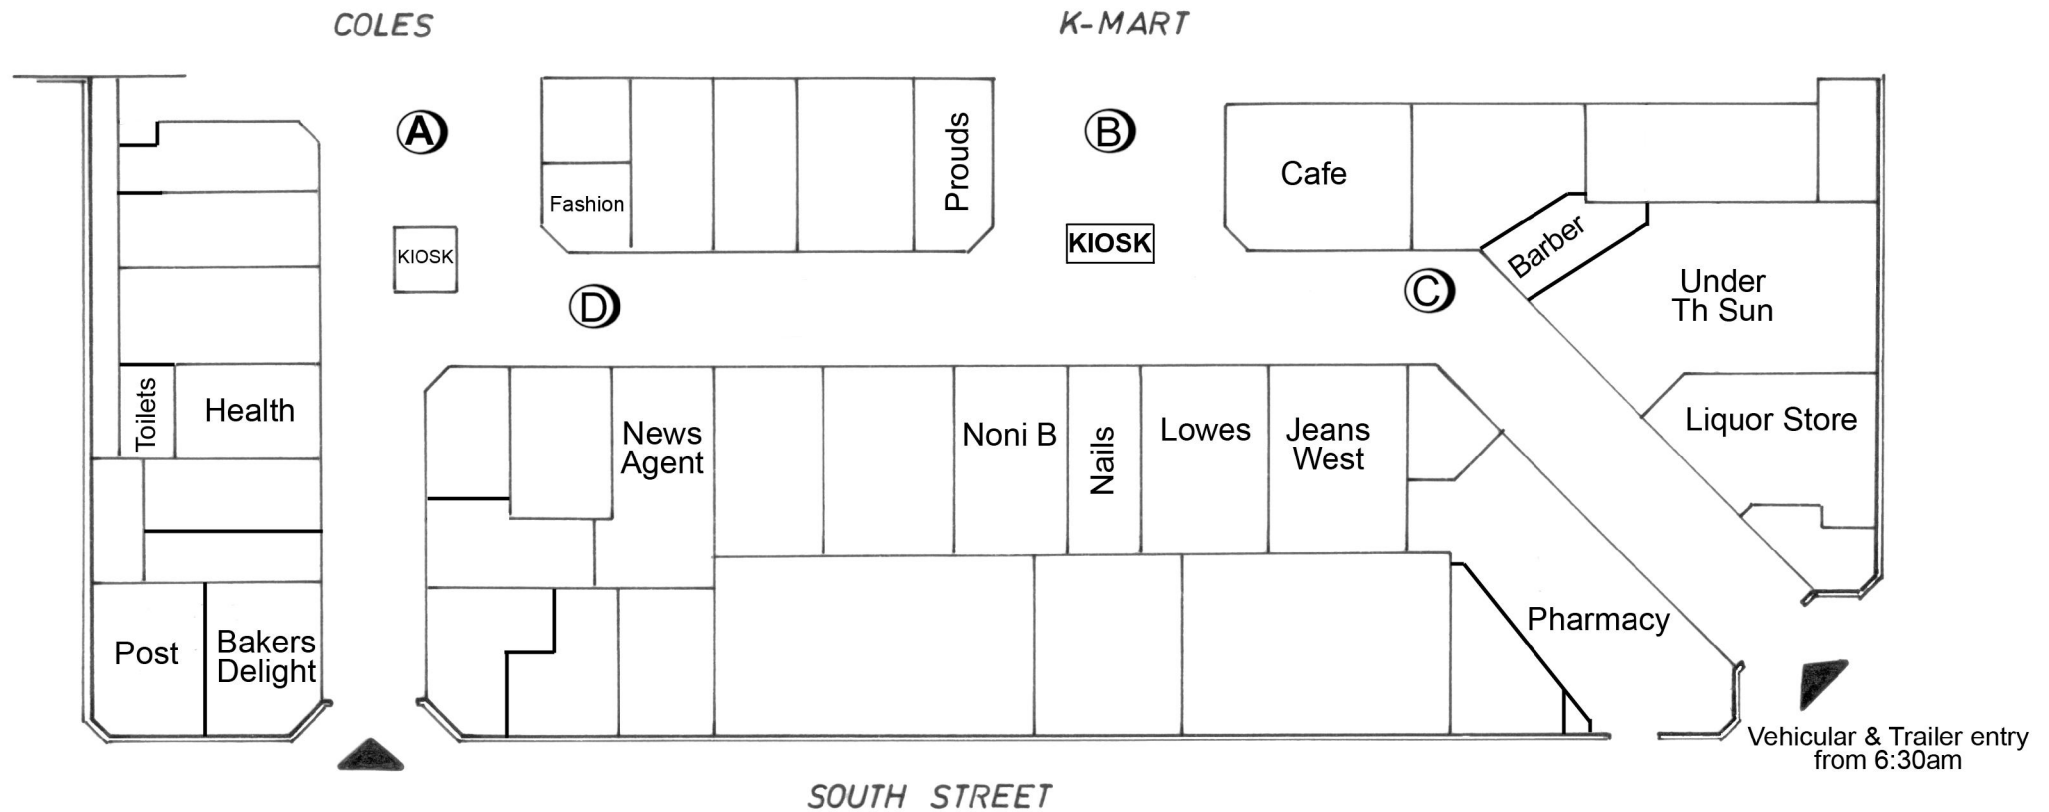 COLES
K-MART
A
B
Prouds
Cafe
Fashion
KIOSK
KIOSK
Barber
D
C
Under
Th Sun
Toilets
Health
News
Agent
Noni B
Nails
Lowes
Jeans
West
Liquor Store
Post
Bakers
Delight
Pharmacy
Vehicular & Trailer entry
from 6:30am
SOUTH STREET